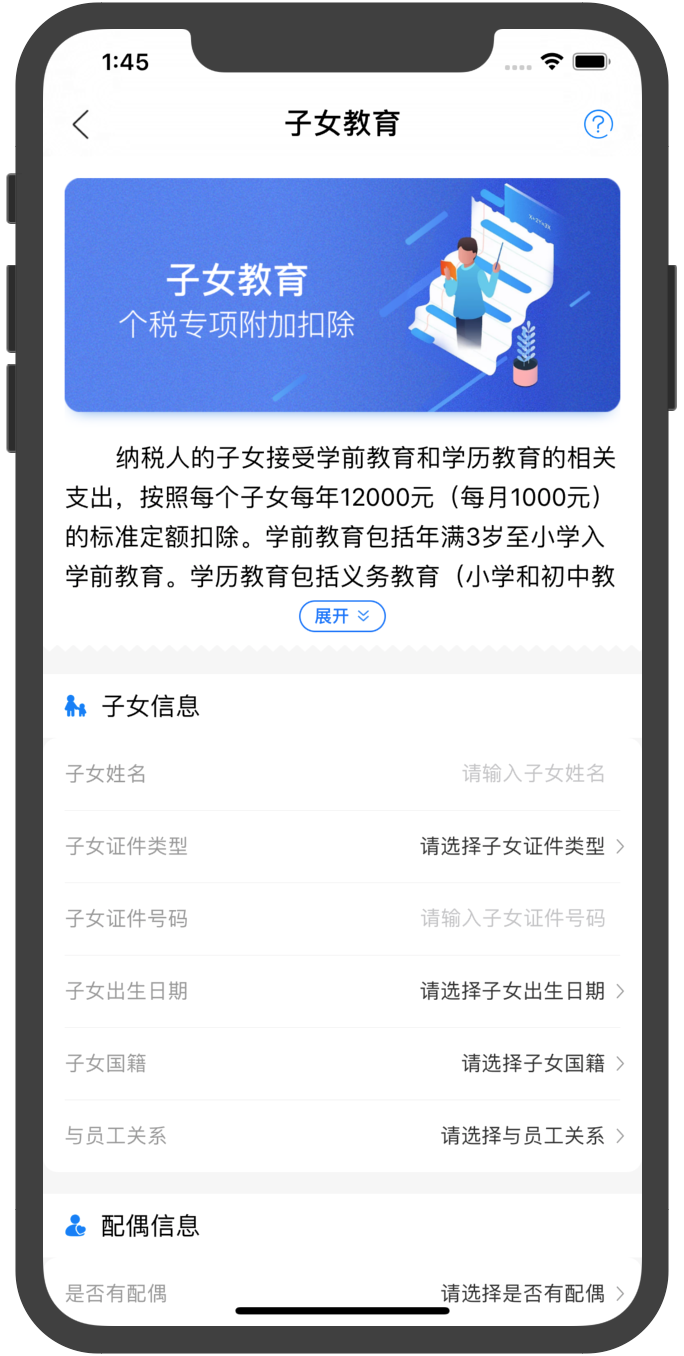 1:45
子女教育
子女教育
个税专项附加扣除
纳税人的子女接受学前教育和学历教育的相关
支出，按照每个子女每年12000元（每月1000元）
的标准定额扣除。学前教育包括年满3岁至小学入
学前教育。学历教育包括义务教育（小学和初中教
展开
子女信息
子女姓名 请输入子女姓名
子女证件类型 请选择子女证件类型
子女证件号码 请输入子女证件号码
子女出生日期 请选择子女出生日期
子女国籍 请选择子女国籍
与员工关系 请选择与员工关系
配偶信息
是否有配偶 请选择是否有配偶